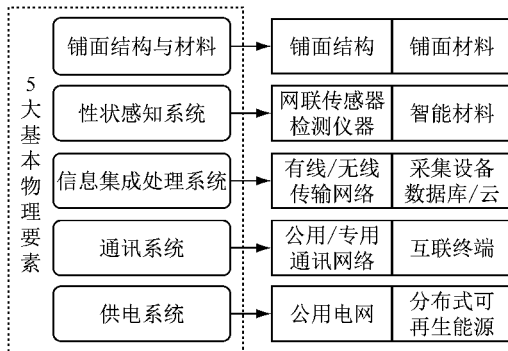 5大基本物理要素
铺面结构与材料
铺面结构
铺面材料
性状感知系统
网联传感器
检测仪器
智能材料
信息集成处理系统
有线/无线
传输网络
采集设备
数据库/云
通讯系统
公用/专用
通讯网络
互联终端
供电系统
公用电网
分布式可
再生能源